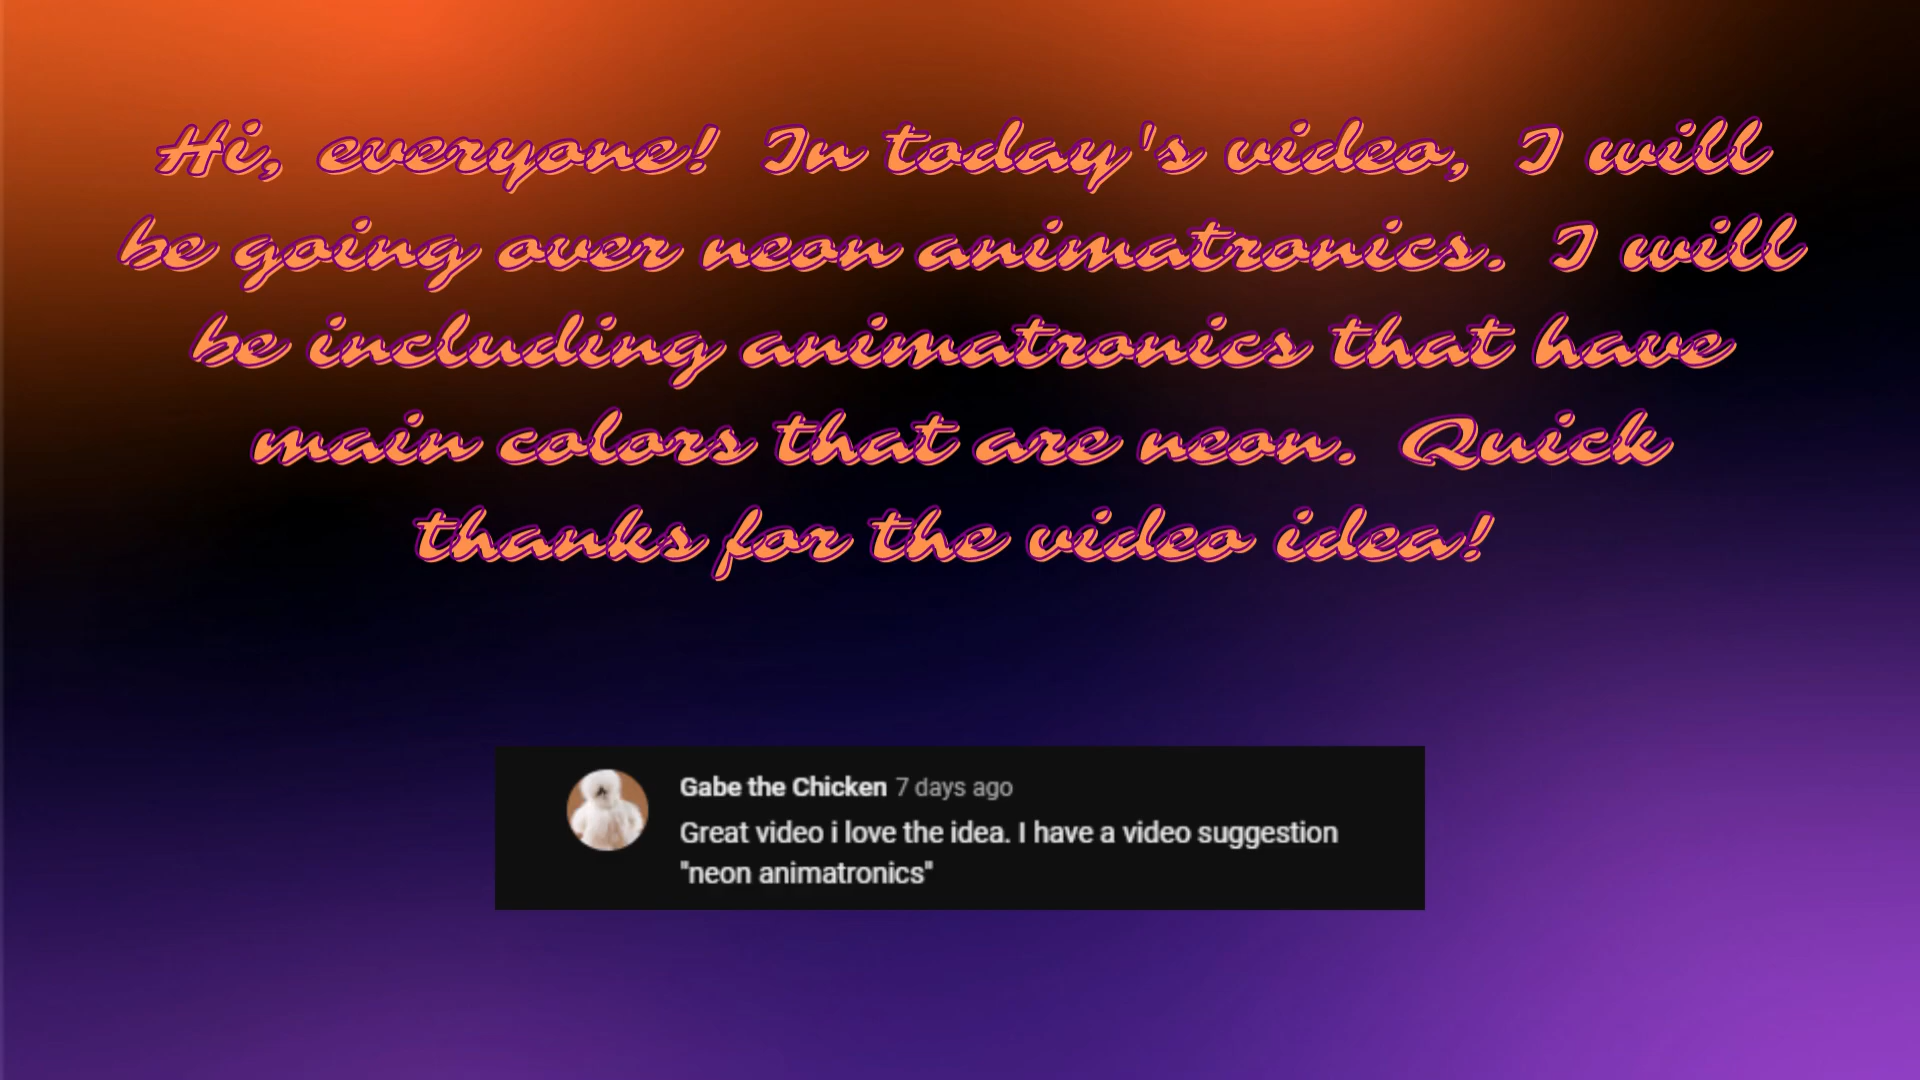 Hi, everyone! In today's video, I will
be going over neon animatronics. I will
be including animatronics that have
main colors that are neon. Quick
thanks for the video idea!
Gabe the Chicken 7 days ago
Great video i love the idea. I have a video suggestion
"neon animatronics"